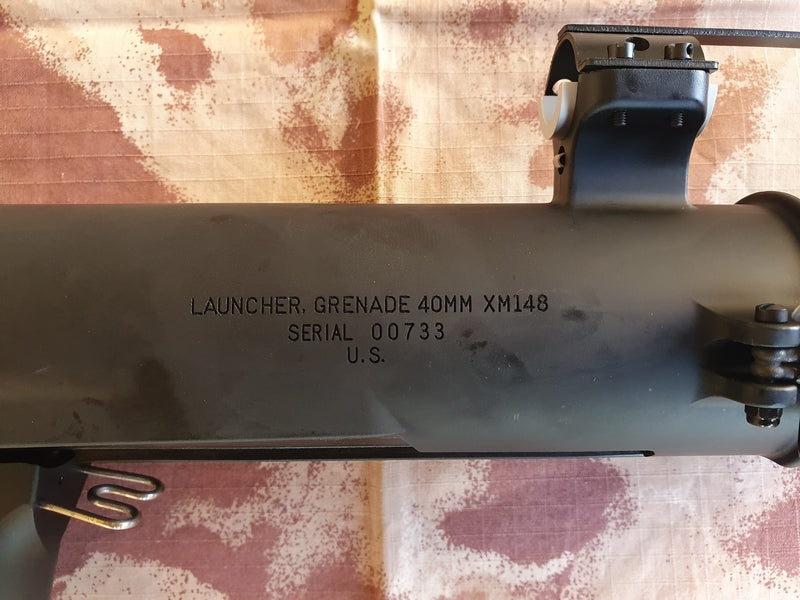 LAUNCHER, GRENADE 40MM XM148
SERIAL 00733
U.S.